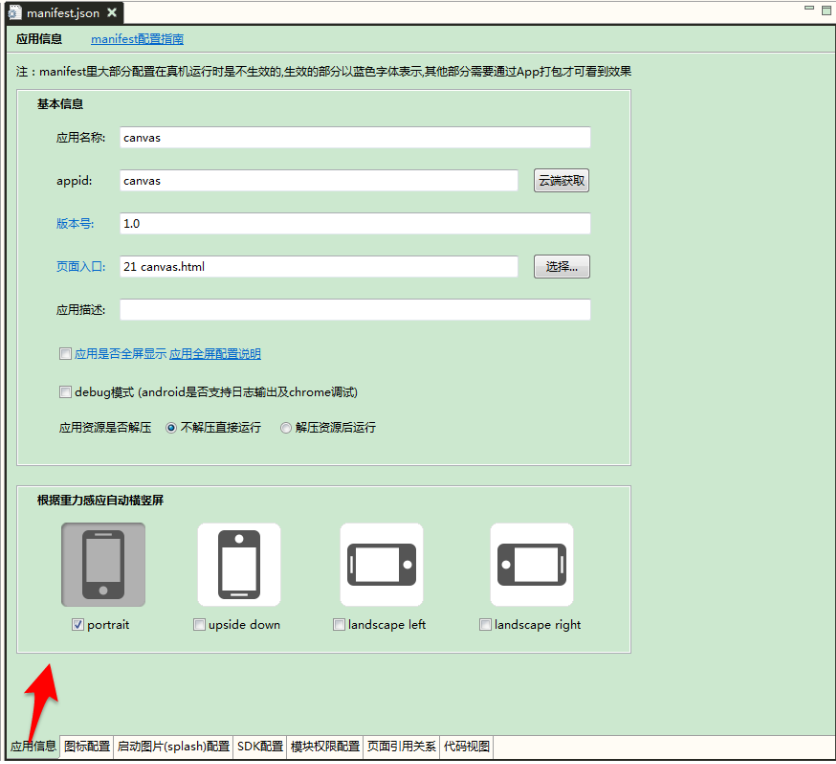 manifest.json
应用信息 manifest配置指南
注：manifest里大部分配置在真机运行时是不生效的,生效的部分以蓝色字体表示,其他部分需要通过App打包才可看到效果
基本信息
应用名称: canvas
appid: canvas 云端获取
版本号: 1.0
页面入口: 21 canvas.html 选择...
应用描述:
应用是否全屏显示 应用全屏配置说明
debug模式 (android是否支持日志输出及chrome调试)
应用资源是否解压 不解压直接运行 解压资源后运行
根据重力感应自动横竖屏
portrait upside down landscape left landscape right
应用信息 图标配置 启动图片(splash)配置 SDK配置 模块权限配置 页面引用关系 代码视图